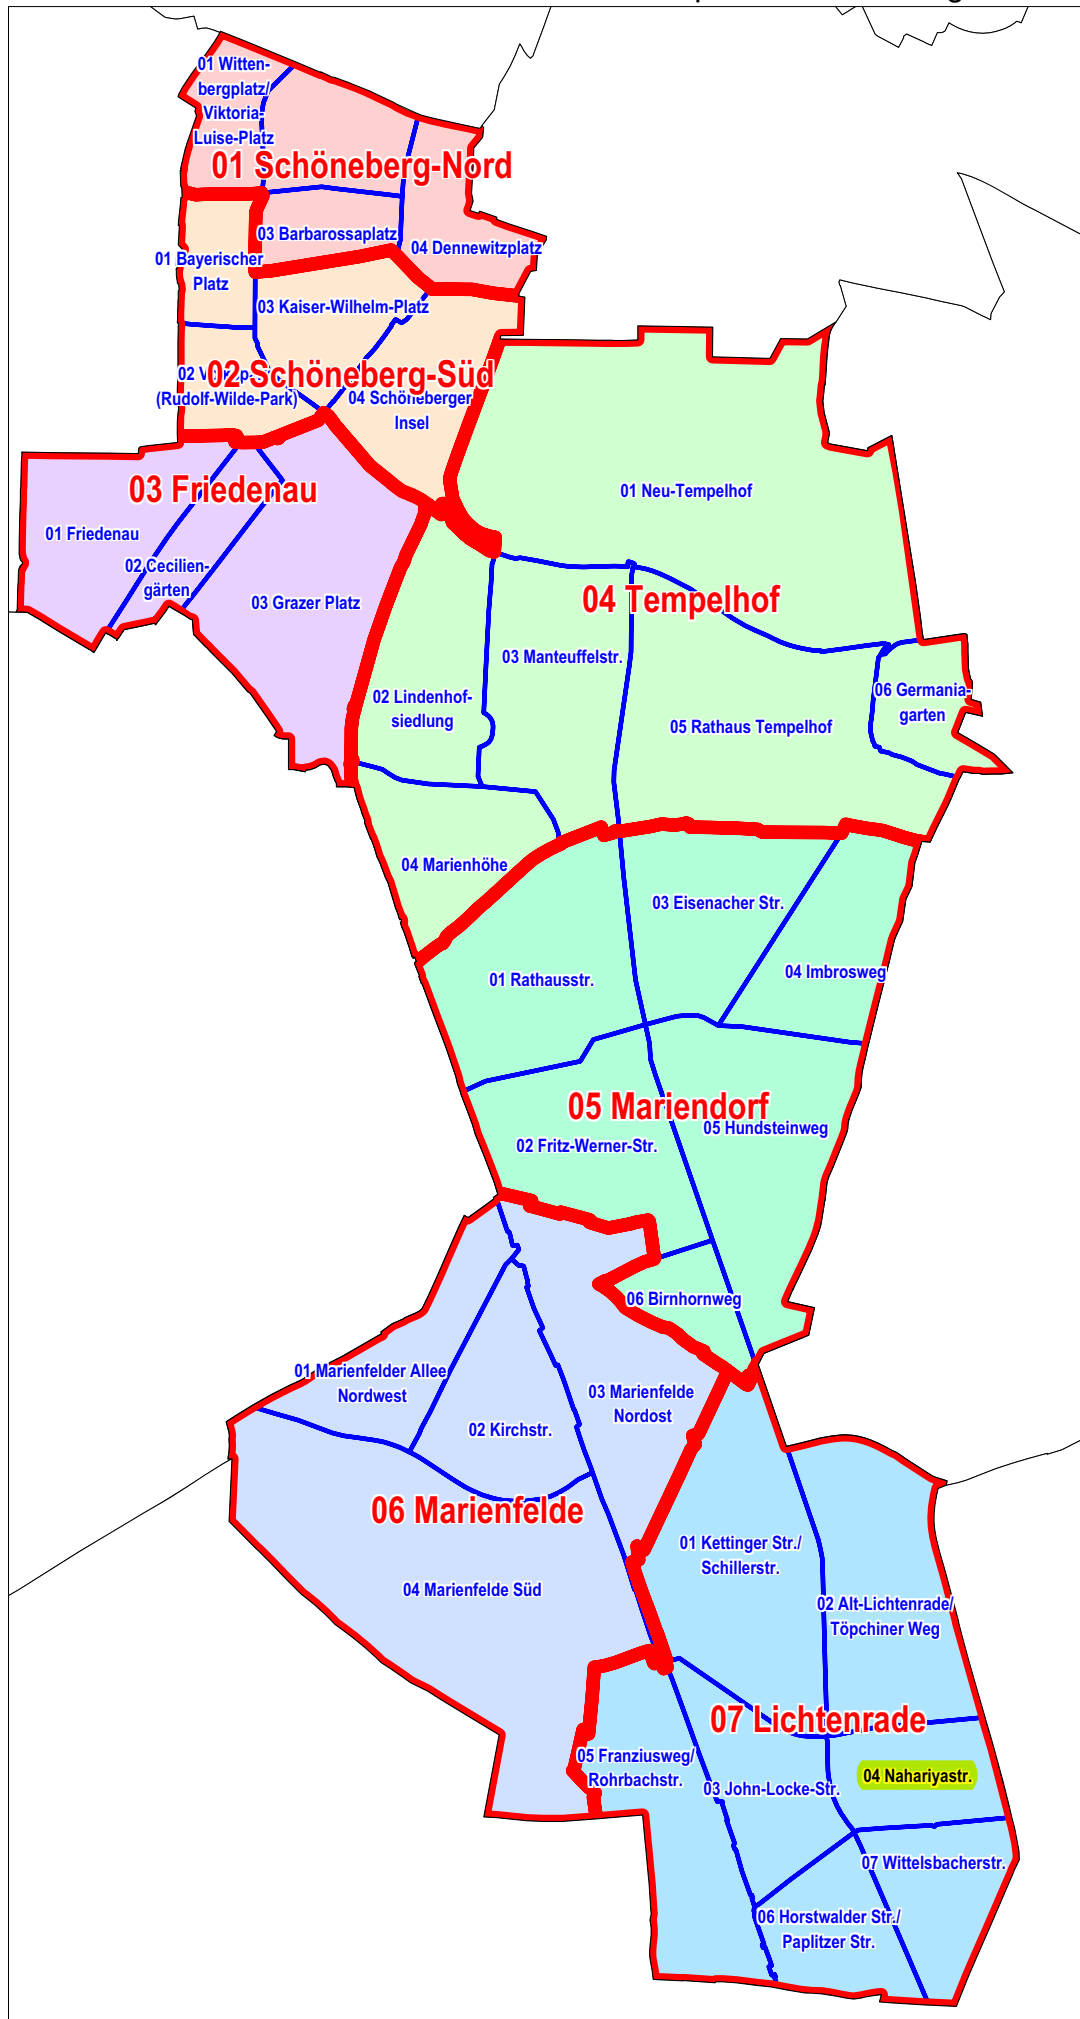 01 Witten-
bergplatz/
Viktoria-
Luise-Platz
01 Schöneberg-Nord
03 Barbarossaplatz
04 Dennewitzplatz
01 Bayerischer
Platz
03 Kaiser-Wilhelm-Platz
02 Schöneberg-Süd
02
(Rudolf-Wilde-Park)
04 Schöneberger
Insel
03 Friedenau
01 Friedenau
02 Cecilien-
gärten
03 Grazer Platz
01 Neu-Tempelhof
04 Tempelhof
03 Manteuffelstr.
02 Lindenhof-
siedlung
05 Rathaus Tempelhof
06 Germania-
garten
04 Marienhöhe
03 Eisenacher Str.
01 Rathausstr.
04 Imbrosweg
05 Mariendorf
05 Hundsteinweg
02 Fritz-Werner-Str.
06 Birnhornweg
01 Marienfelder Allee
Nordwest
03 Marienfelde
Nordost
02 Kirchstr.
06 Marienfelde
04 Marienfelde Süd
01 Kettinger Str./
Schillerstr.
02 Alt-Lichtenrade/
Töpchiner Weg
07 Lichtenrade
05 Franziusweg/
Rohrbachstr.
03 John-Locke-Str.
04 Nahariyastr.
07 Wittelsbacherstr.
06 Horstwalder Str./
Paplitzer Str.